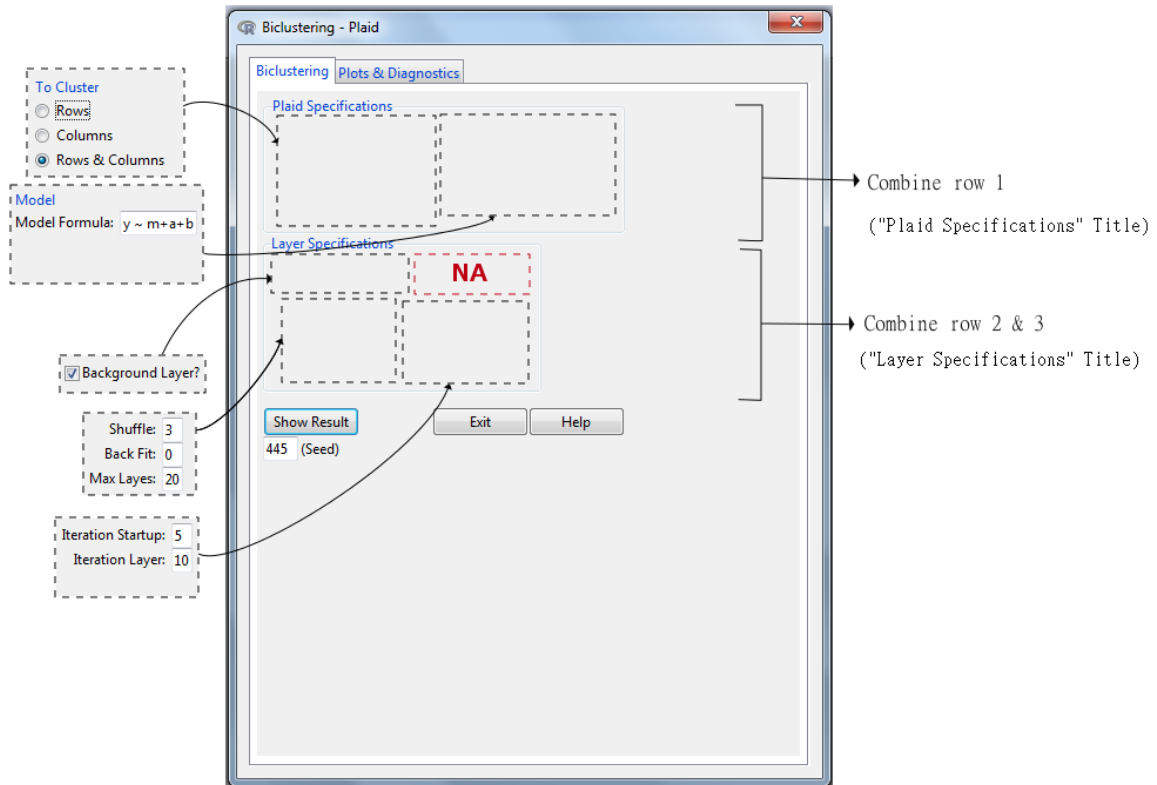 Biclustering - Plaid
Biclustering
Plots & Diagnostics
To Cluster
Rows
Columns
Rows & Columns
Model
Model Formula: y ~ m+a+b
Plaid Specifications
Combine row 1
("Plaid Specifications" Title)
Layer Specifications
NA
Combine row 2 & 3
("Layer Specifications" Title)
Background Layer?
Shuffle: 3
Back Fit: 0
Max Layes: 20
Iteration Startup: 5
Iteration Layer: 10
Show Result
Exit
Help
445 (Seed)